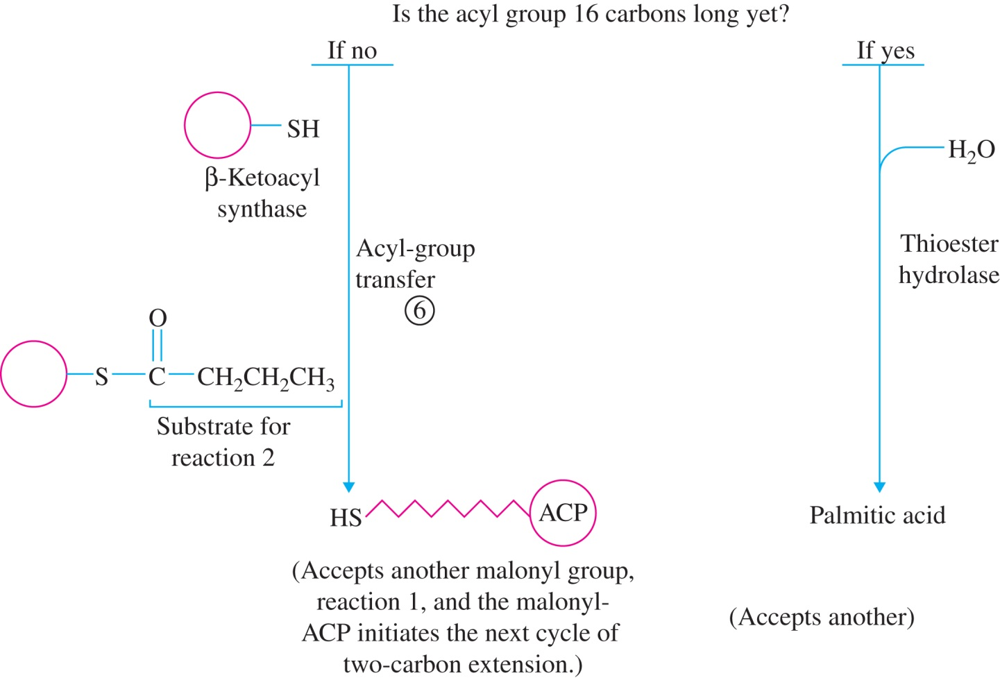 Is the acyl group 16 carbons long yet?
If no
If yes
SH
H₂O
β-Ketoacyl
synthase
Acyl-group
transfer
⑥
Thioester
hydrolase
O
S C CH₂CH₂CH₃
Substrate for
reaction 2
HS ACP
Palmitic acid
(Accepts another malonyl group,
reaction 1, and the malonyl-
ACP initiates the next cycle of
two-carbon extension.)
(Accepts another)